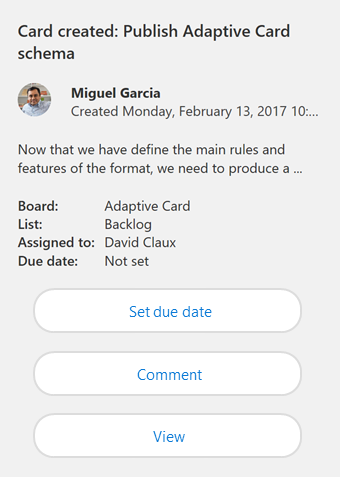 Card created: Publish Adaptive Card
schema
Miguel Garcia
Created Monday, February 13, 2017 10:...
Now that we have define the main rules and
features of the format, we need to produce a ...
Board: Adaptive Card
List: Backlog
Assigned to: David Claux
Due date: Not set
Set due date
Comment
View